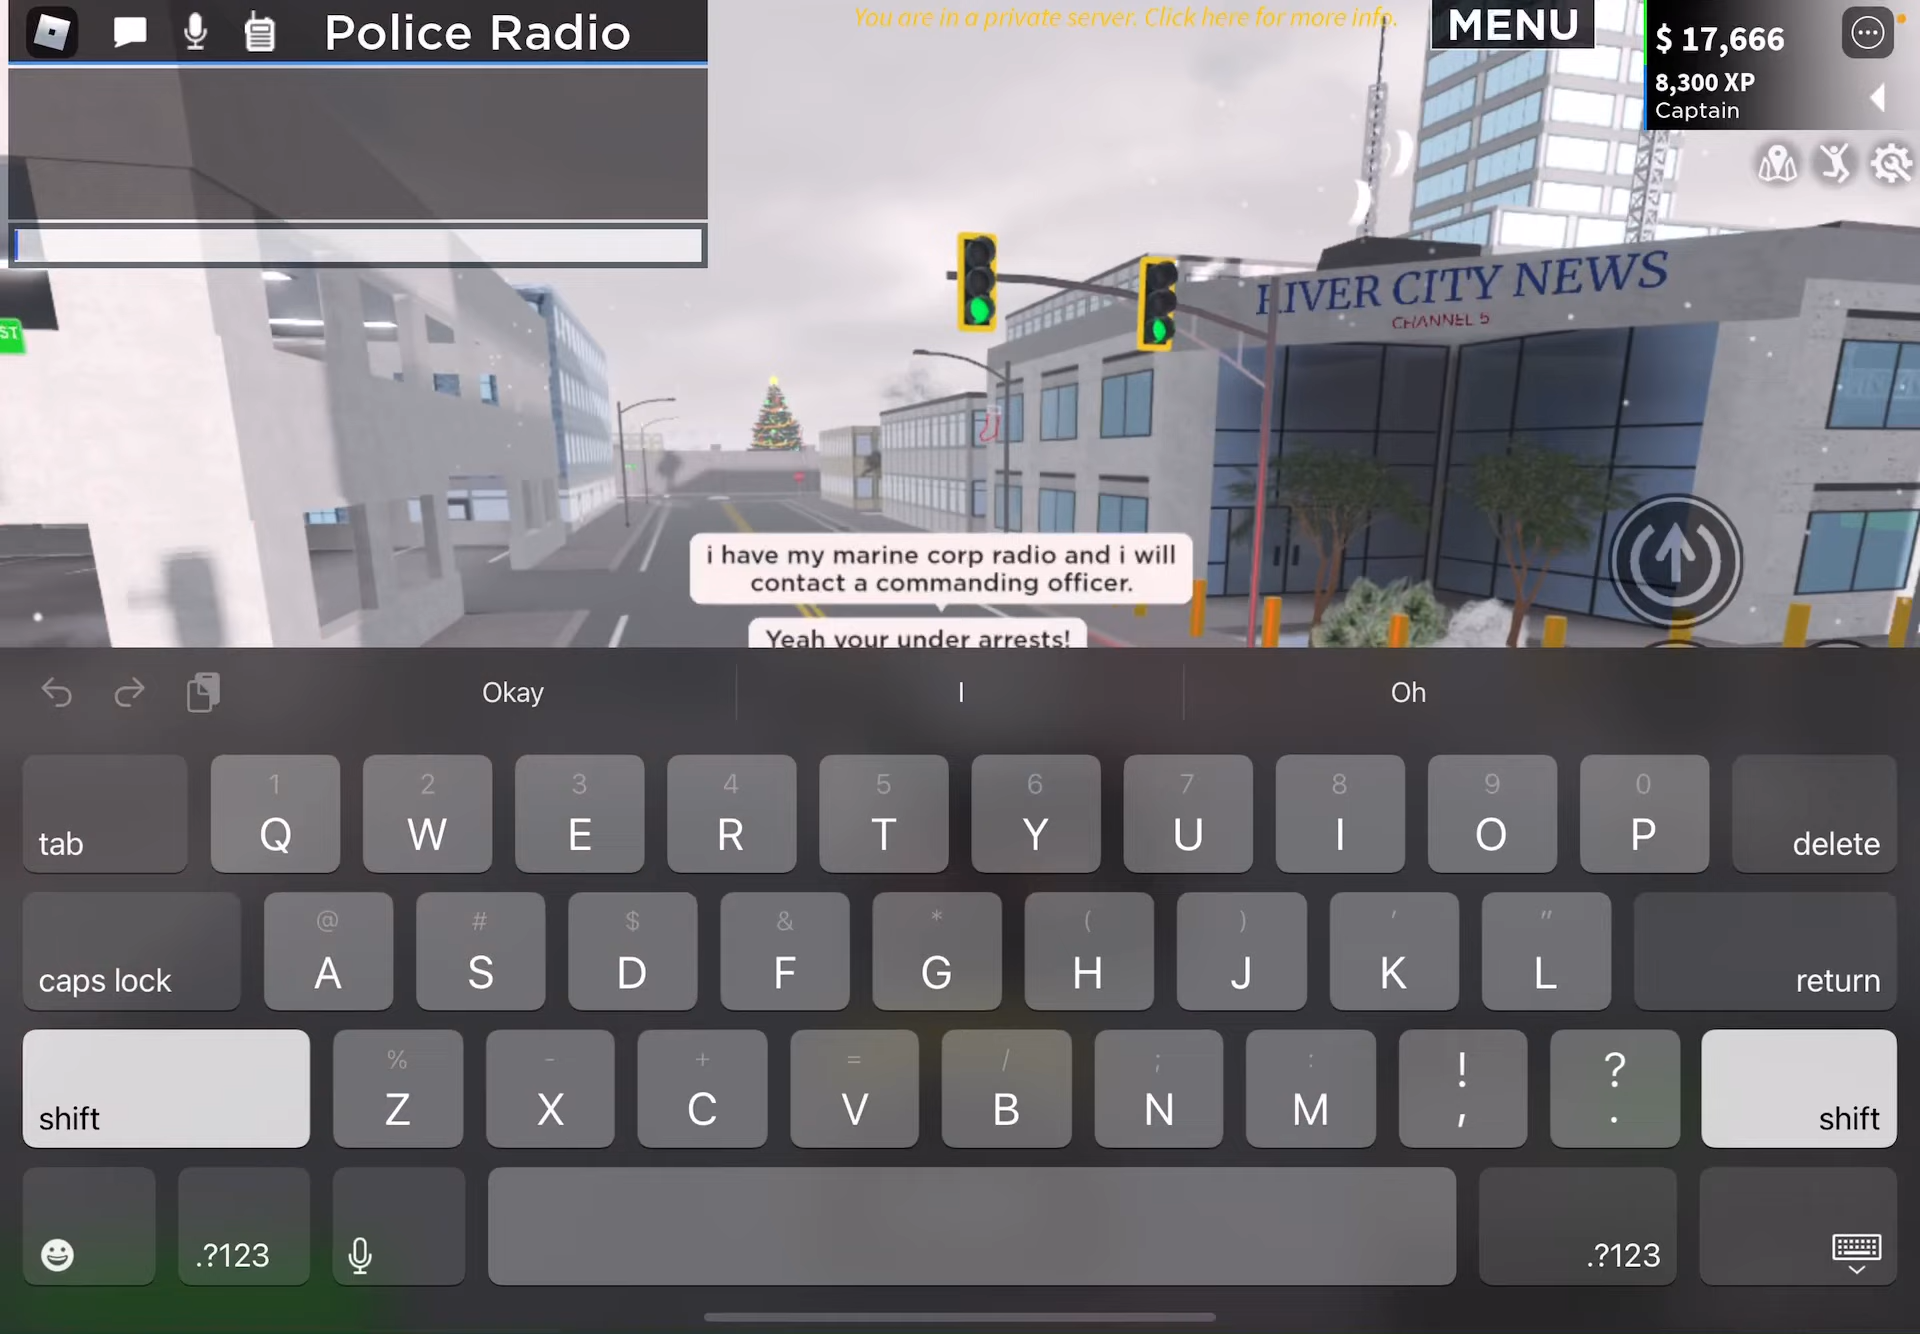 Police Radio
You are in a private server. Click here for more info.
MENU
$ 17,666
8,300 XP
Captain
ST
RIVER CITY NEWS
CHANNEL 5
i have my marine corp radio and i will
contact a commanding officer.
Yeah your under arrests!
Okay
I
Oh
1 2 3 4 5 6 7 8 9 0
tab Q W E R T Y U I O P delete
@ # $ & * ( ) ' "
caps lock A S D F G H J K L return
% - + = / ; : ! ?
shift Z X C V B N M , . shift
.?123 .?123